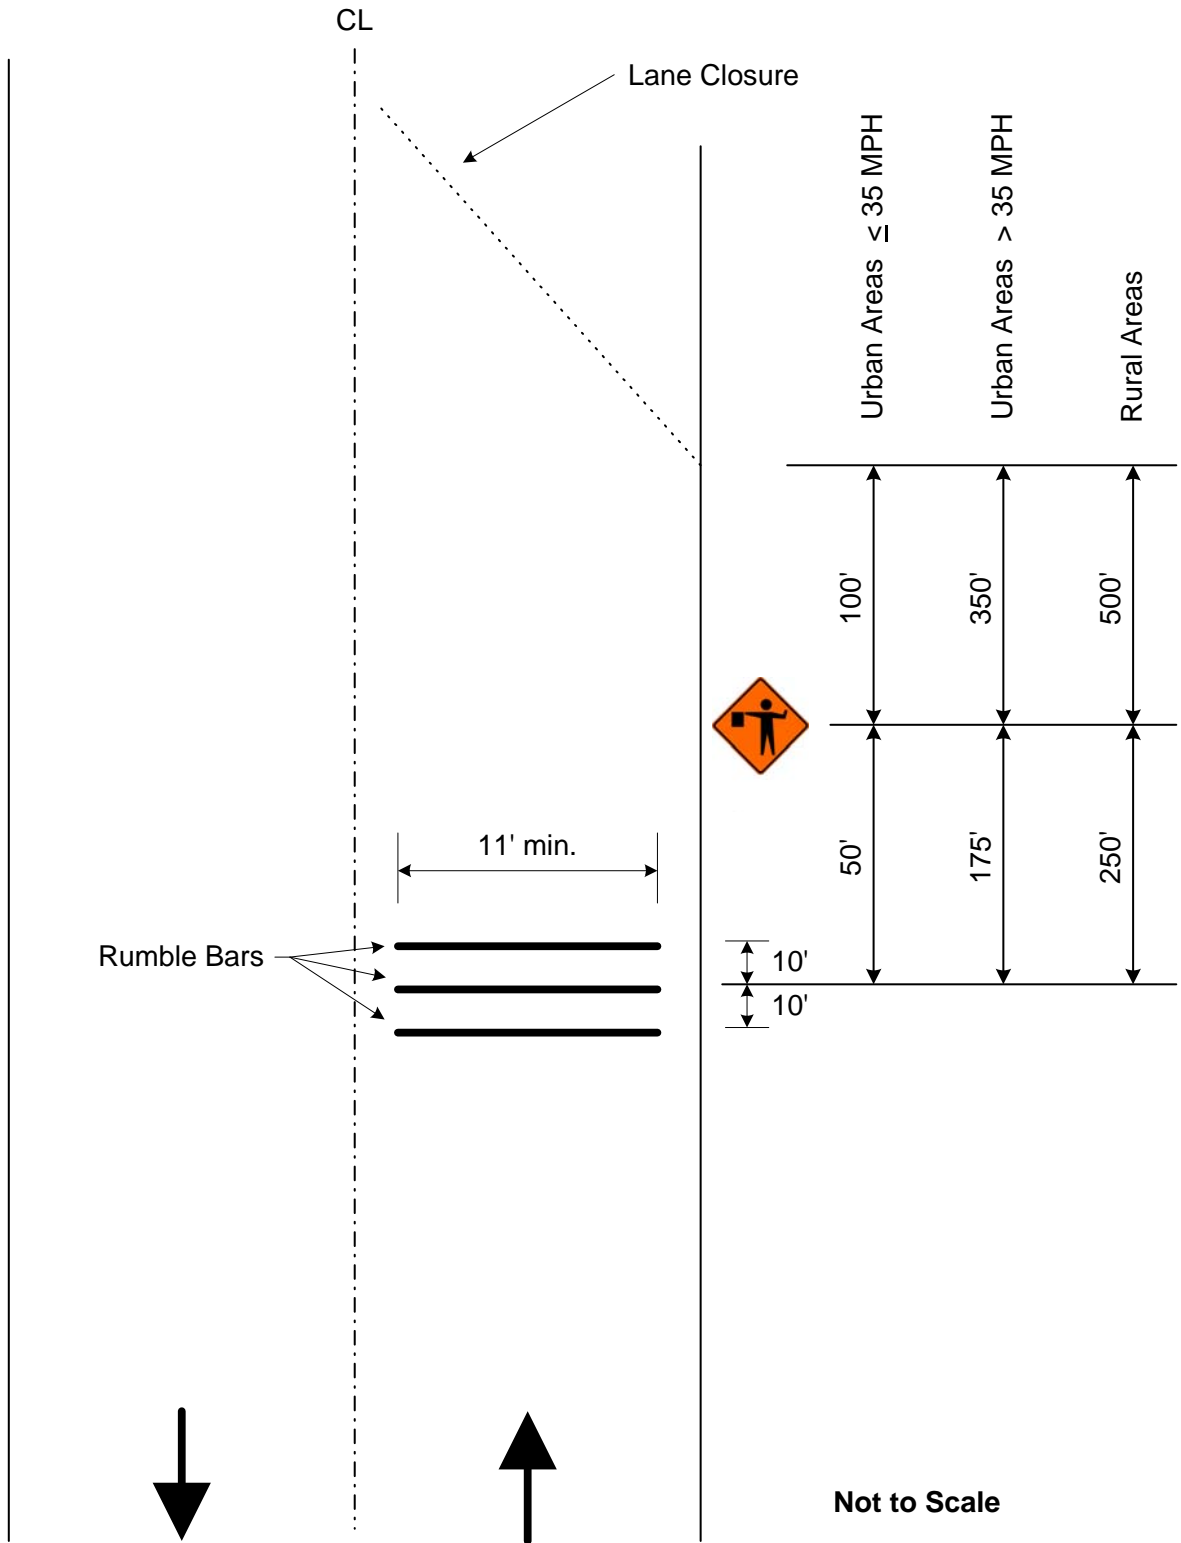 CL
Lane Closure
Urban Areas ≤ 35 MPH
Urban Areas > 35 MPH
Rural Areas
100'
350'
500'
11' min.
50'
175'
250'
Rumble Bars
10'
10'
Not to Scale